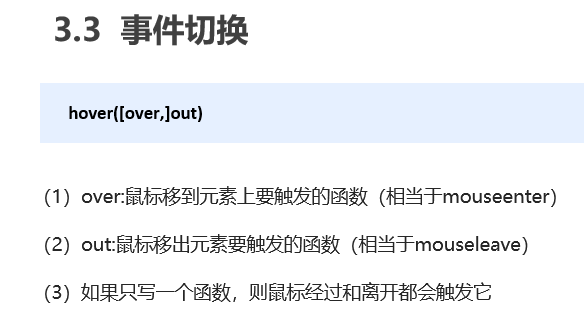 3.3 事件切换
hover([over,]out)
（1）over:鼠标移到元素上要触发的函数（相当于mouseenter）
（2）out:鼠标移出元素要触发的函数（相当于mouseleave）
（3）如果只写一个函数，则鼠标经过和离开都会触发它